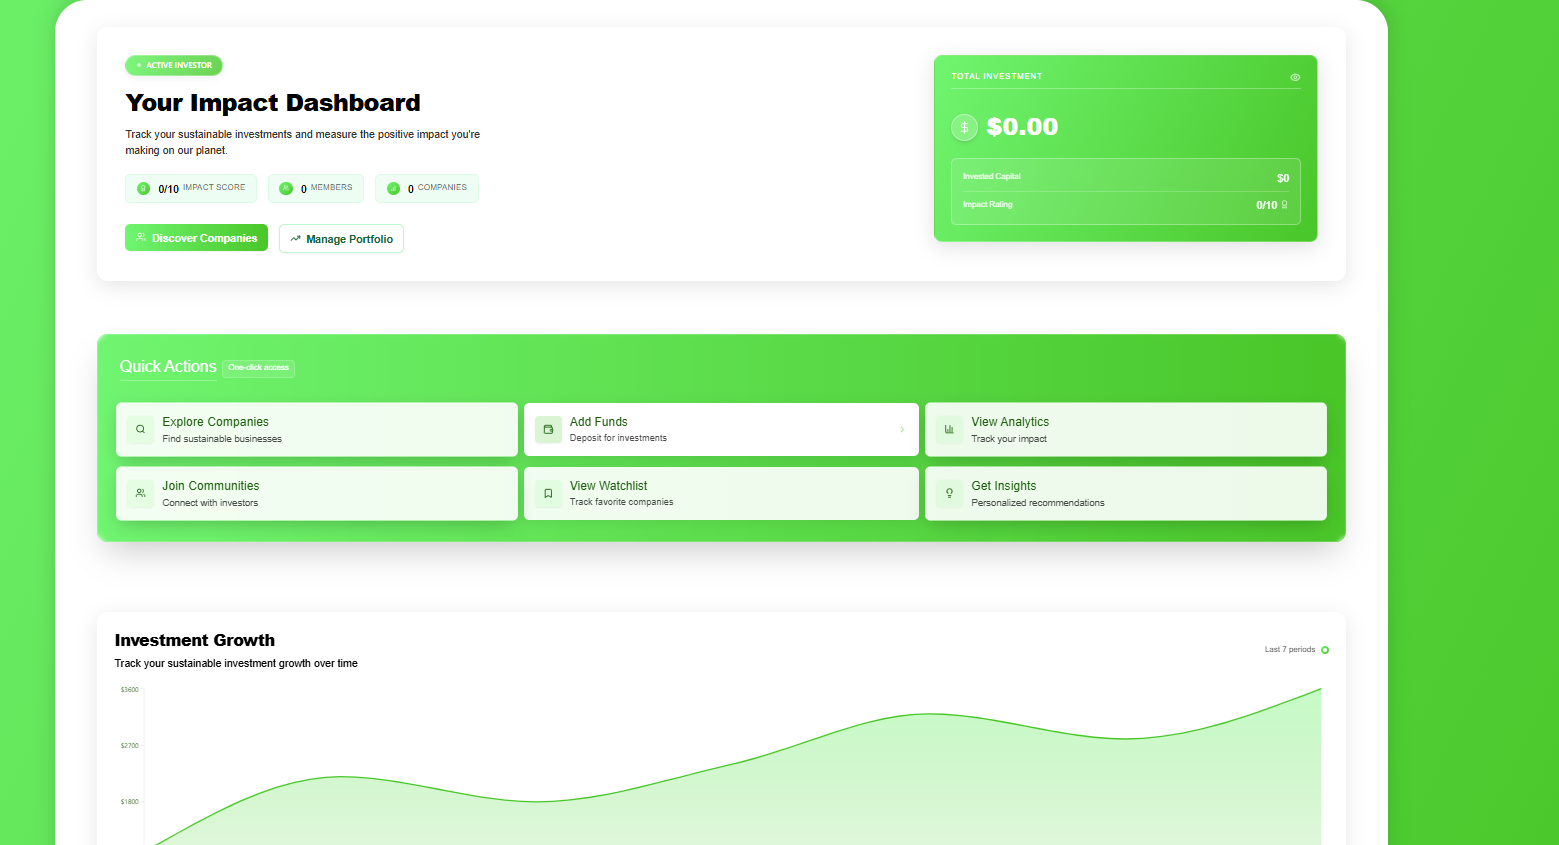 ACTIVE INVESTOR
Your Impact Dashboard
Track your sustainable investments and measure the positive impact you're
making on our planet.
0/10 IMPACT SCORE
0 MEMBERS
0 COMPANIES
Discover Companies
Manage Portfolio
TOTAL INVESTMENT
$0.00
Invested Capital
$0
Impact Rating
0/10
Quick Actions
One-click access
Explore Companies
Find sustainable businesses
Add Funds
Deposit for investments
View Analytics
Track your impact
Join Communities
Connect with investors
View Watchlist
Track favorite companies
Get Insights
Personalized recommendations
Investment Growth
Track your sustainable investment growth over time
Last 7 periods
$3600
$2700
$1800